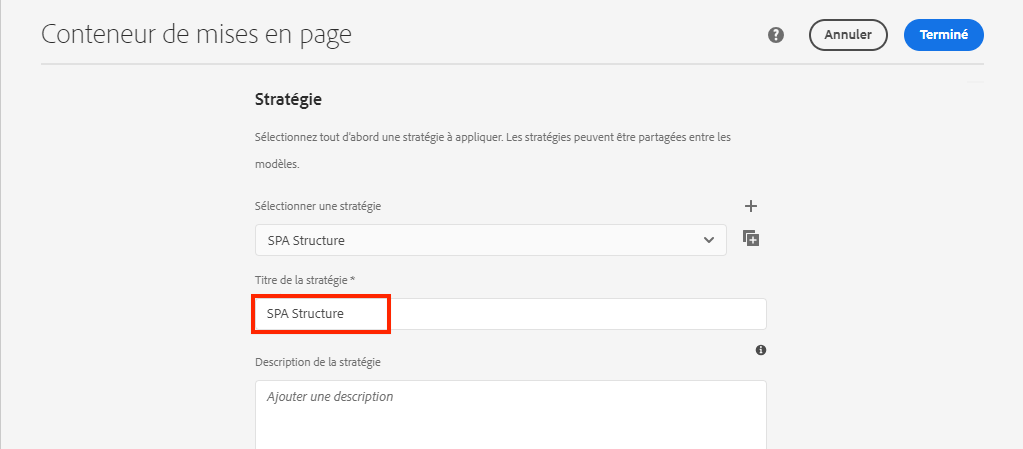 Conteneur de mises en page
Annuler
Terminé
Stratégie
Sélectionnez tout d'abord une stratégie à appliquer. Les stratégies peuvent être partagées entre les
modèles.
Sélectionner une stratégie
SPA Structure
Titre de la stratégie *
SPA Structure
Description de la stratégie
Ajouter une description